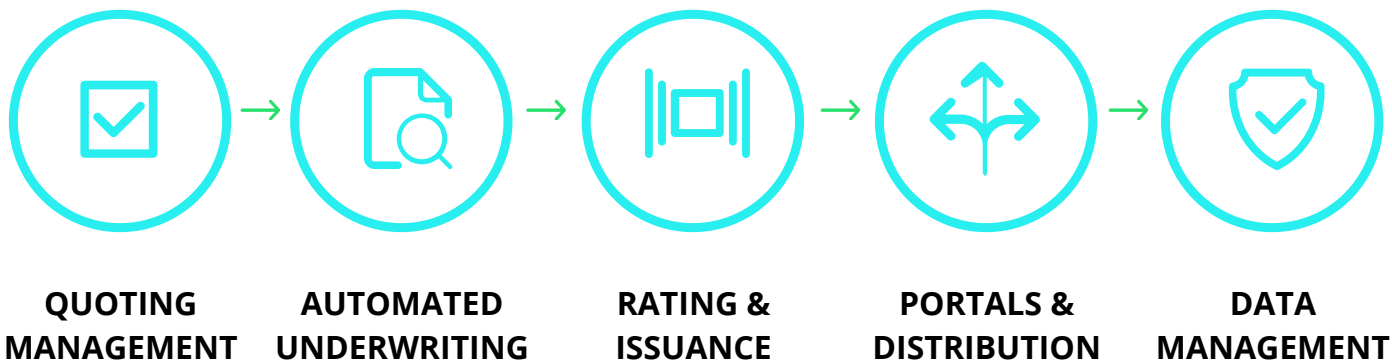 QUOTING
MANAGEMENT
AUTOMATED
UNDERWRITING
RATING &
ISSUANCE
PORTALS &
DISTRIBUTION
DATA
MANAGEMENT